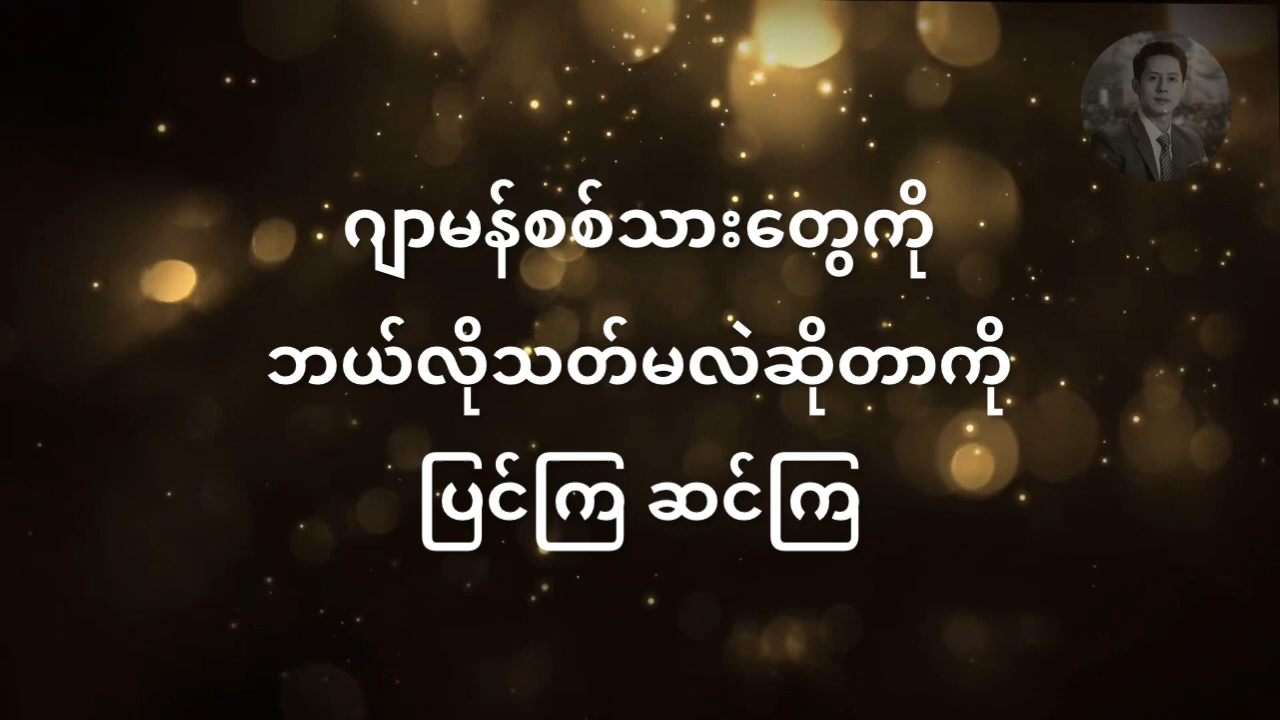 ဂျာမန်စစ်သားတွေကို
ဘယ်လိုသတ်မလဲဆိုတာကို
ပြင်ကြ ဆင်ကြ